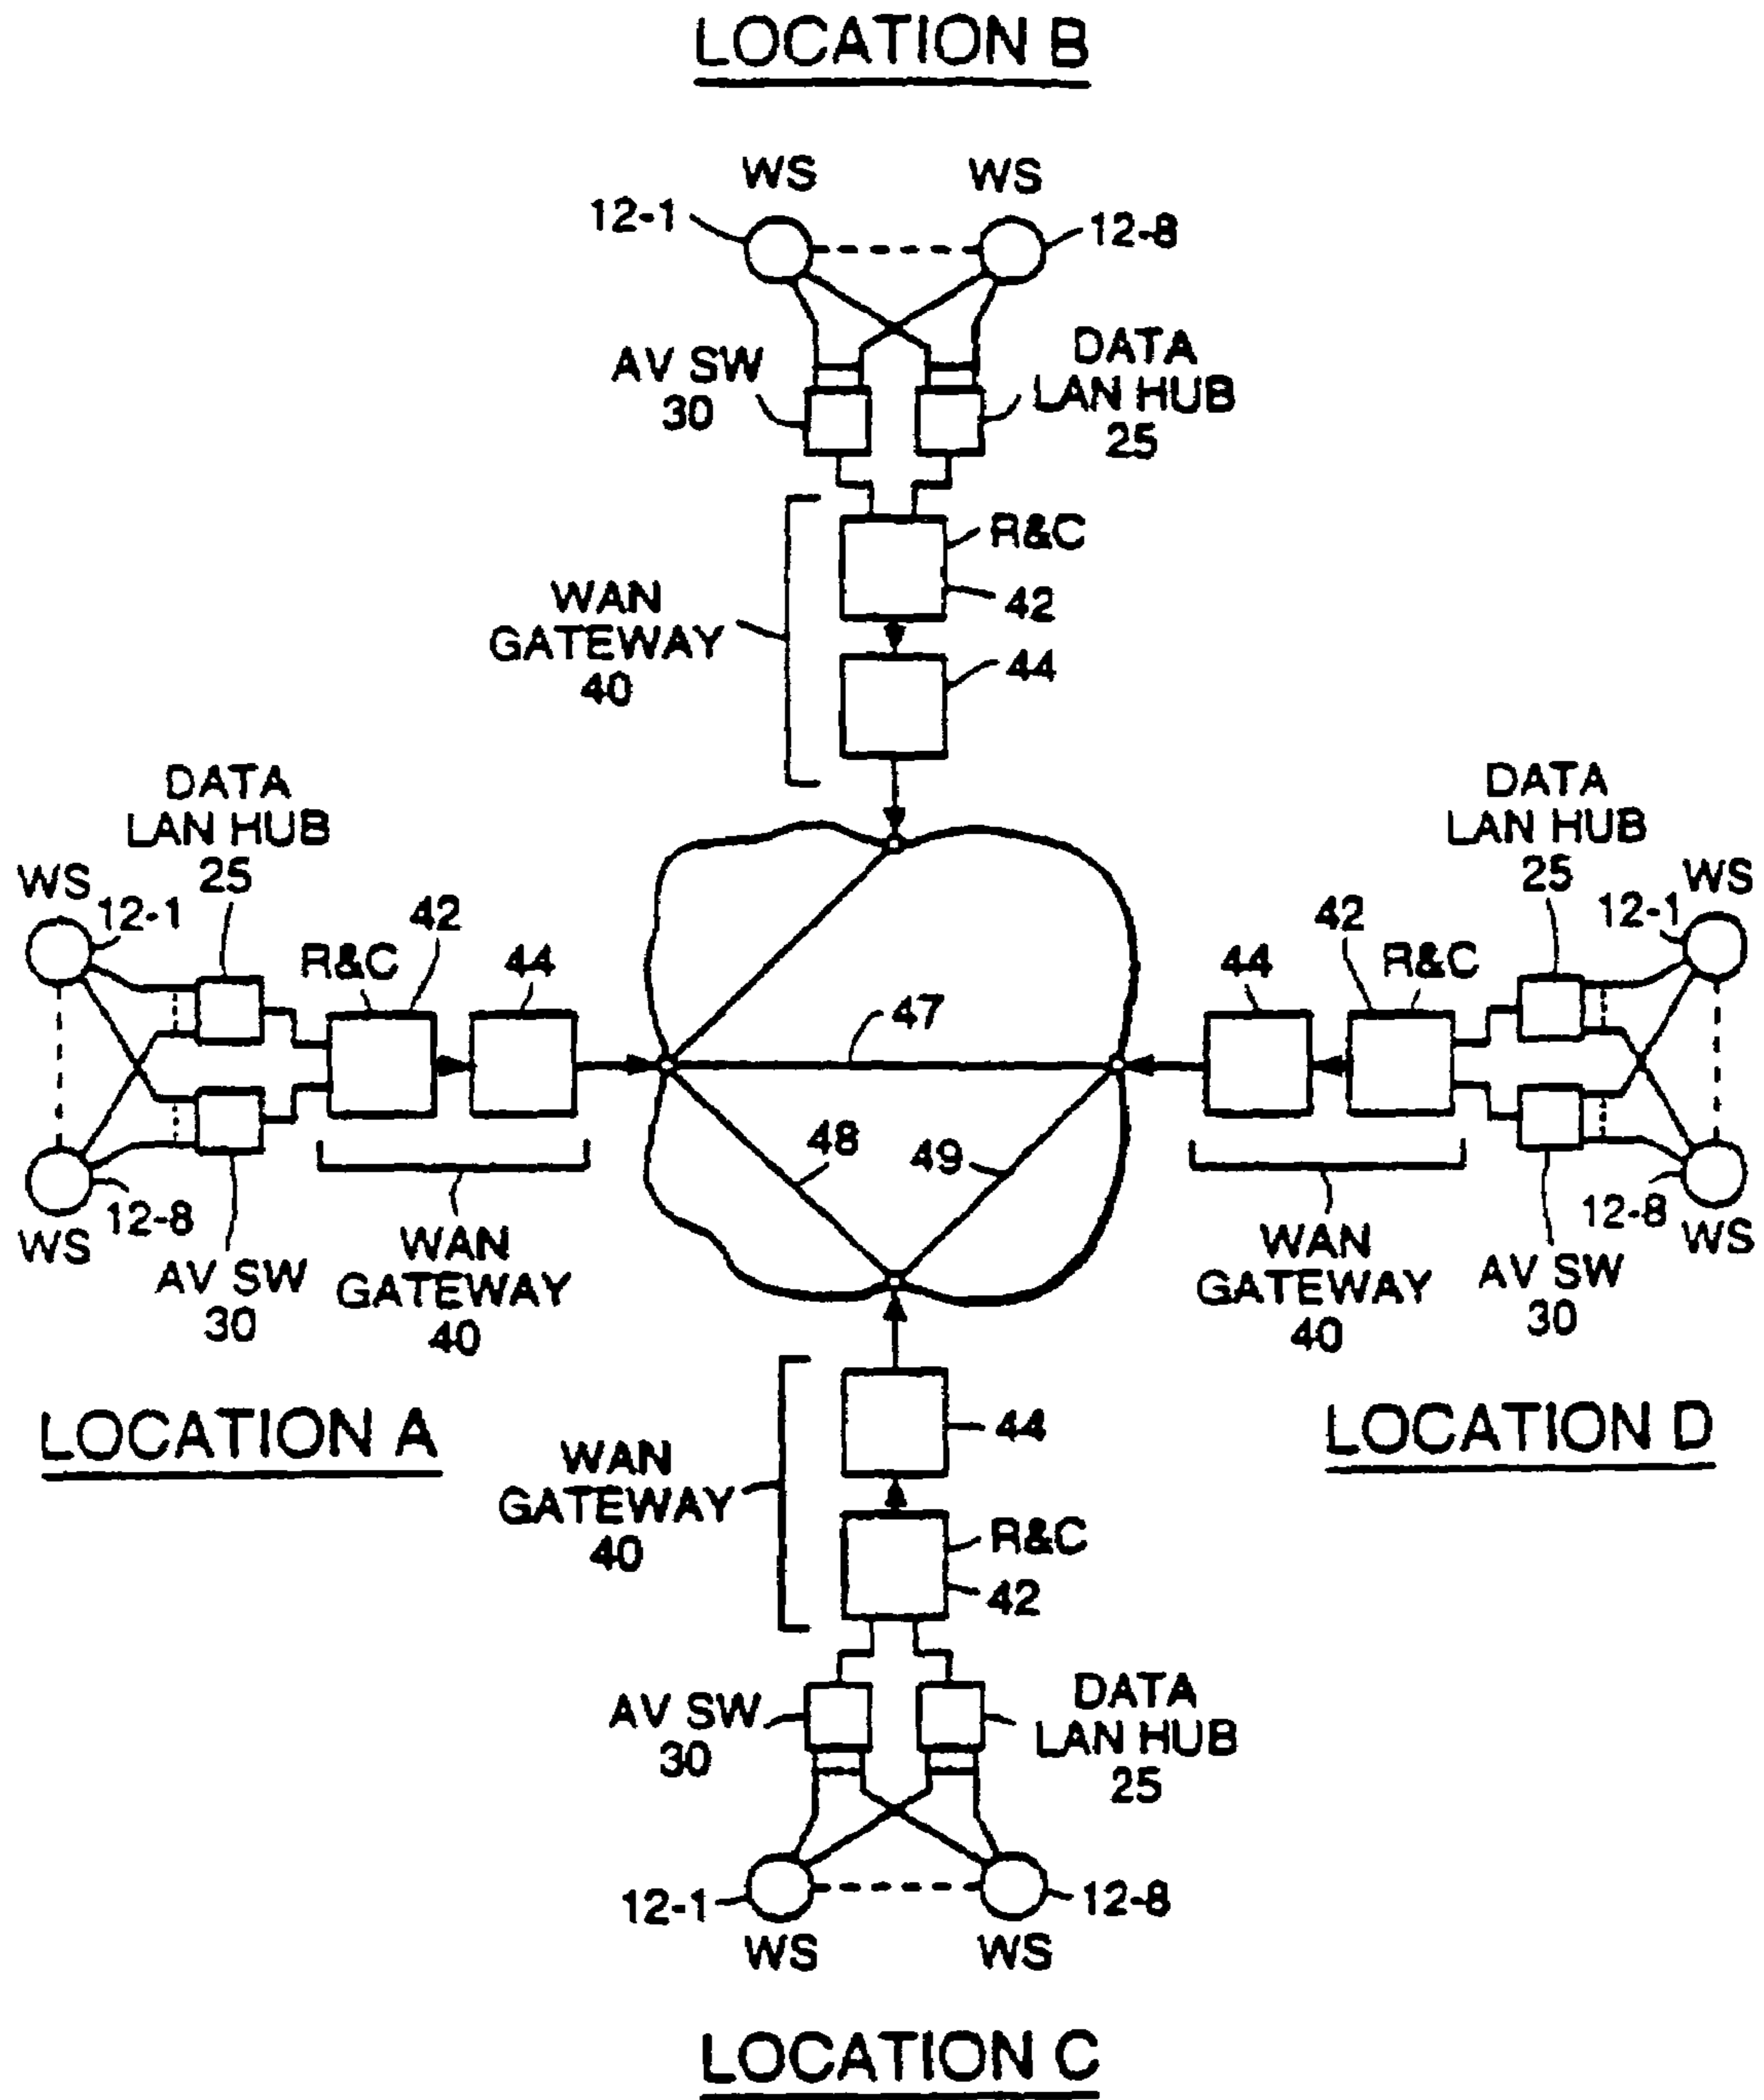 LOCATION B
WS
WS
12-1
12-8
AV SW
30
DATA
LAN HUB
25
R&C
42
WAN
GATEWAY
40
44
DATA
LAN HUB
25
WS
12-1
42
R&C
44
12-8
WS
AV SW
30
WAN
GATEWAY
40
LOCATION A
47
48
49
DATA
LAN HUB
25
WS
12-1
42
R&C
44
12-8
WS
WAN
GATEWAY
40
AV SW
30
LOCATION D
44
WAN
GATEWAY
40
R&C
42
AV SW
30
DATA
LAN HUB
25
12-1
12-8
WS
WS
LOCATION C